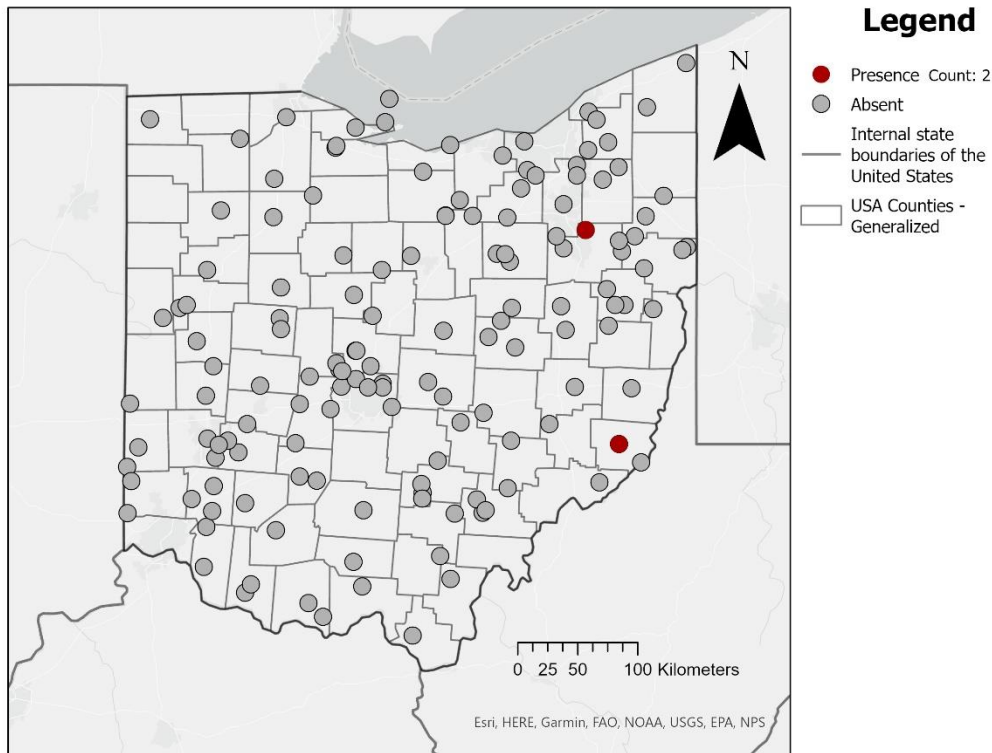 Legend
N
Presence Count: 2
Absent
Internal state
boundaries of the
United States
USA Counties -
Generalized
0 25 50 100 Kilometers
Esri, HERE, Garmin, FAO, NOAA, USGS, EPA, NPS